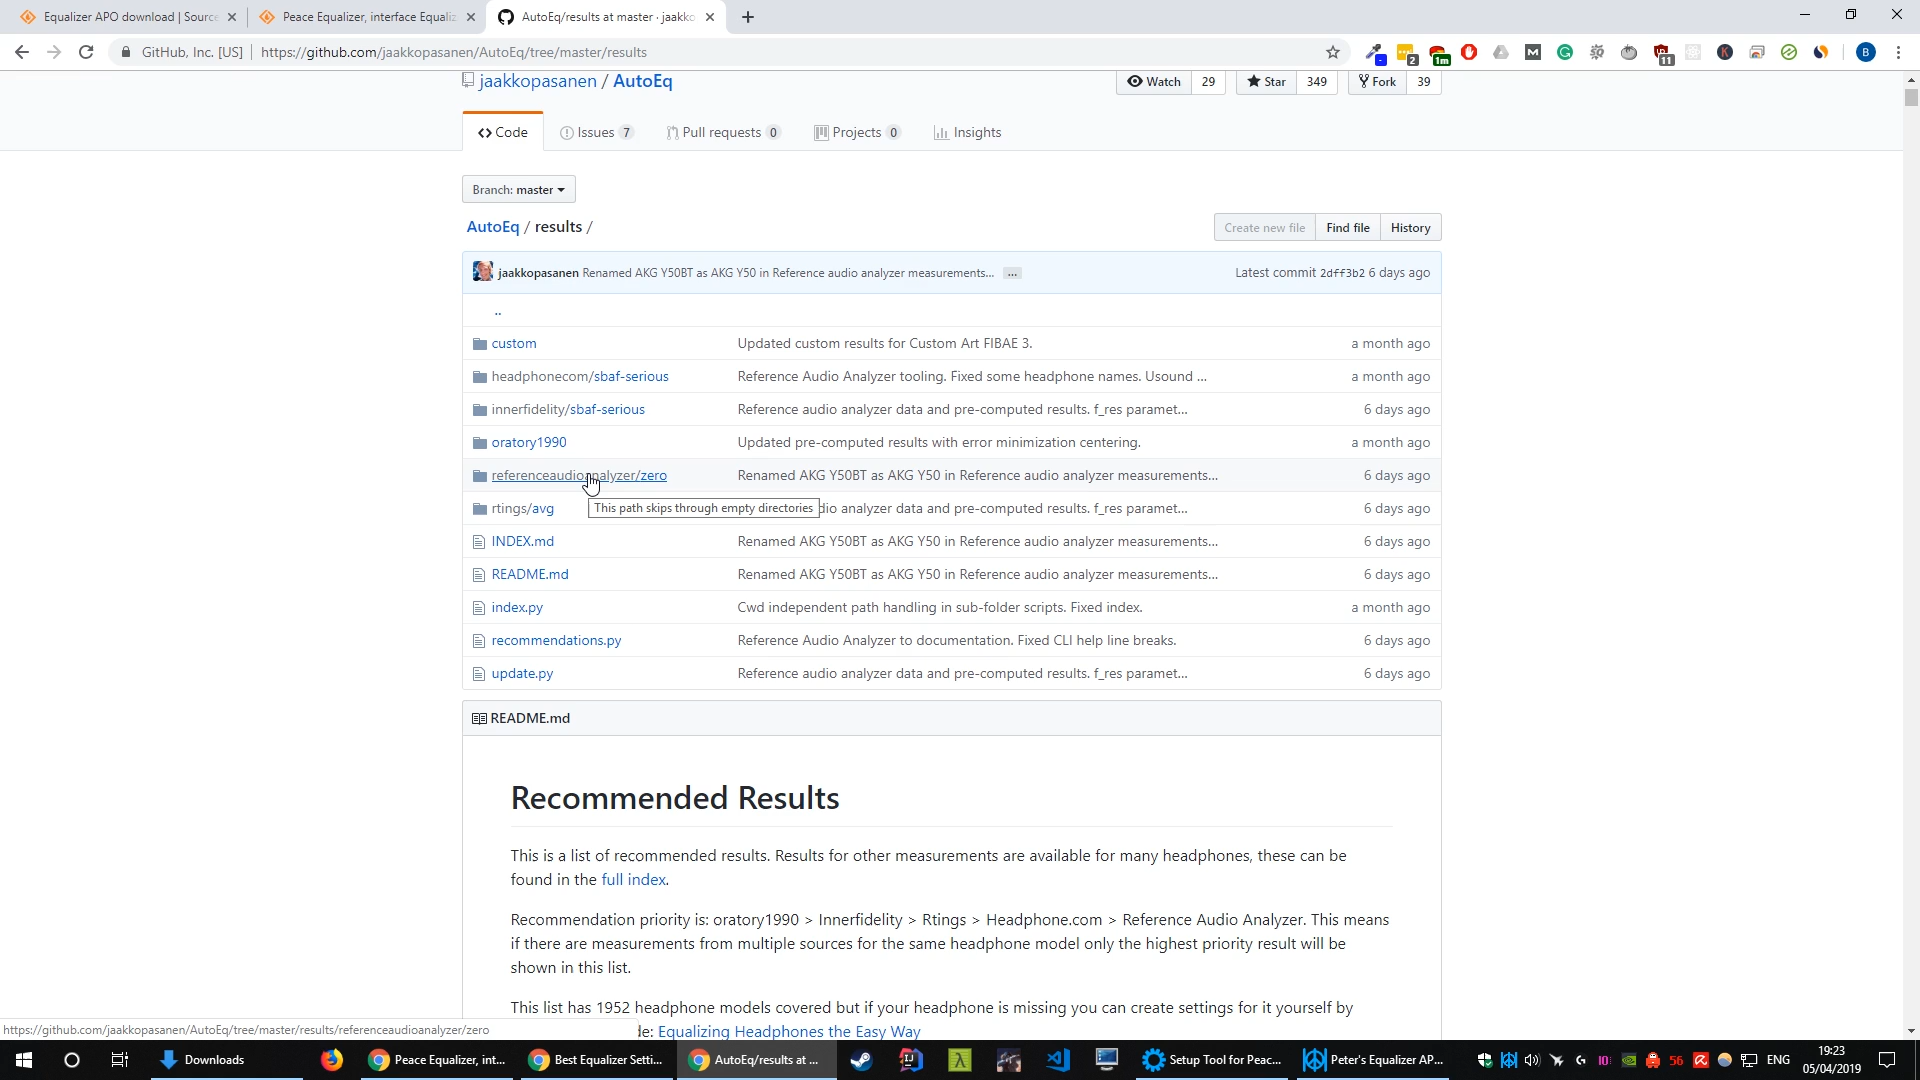 Equalizer APO download | Source
Peace Equalizer, interface Equaliz
AutoEq/results at master · jaakko
GitHub, Inc. [US]
https://github.com/jaakkopasanen/AutoEq/tree/master/results
2
1m
11
B
jaakkopasanen / AutoEq
Watch 29
Star 349
Fork 39
Code
Issues 7
Pull requests 0
Projects 0
Insights
Branch: master
AutoEq / results /
Create new file
Find file
History
jaakkopasanen Renamed AKG Y50BT as AKG Y50 in Reference audio analyzer measurements... ...
Latest commit 2dff3b2 6 days ago
..
custom Updated custom results for Custom Art FIBAE 3. a month ago
headphonecom/sbaf-serious Reference Audio Analyzer tooling. Fixed some headphone names. Usound ... a month ago
innerfidelity/sbaf-serious Reference audio analyzer data and pre-computed results. f_res paramet... 6 days ago
oratory1990 Updated pre-computed results with error minimization centering. a month ago
referenceaudioanalyzer/zero Renamed AKG Y50BT as AKG Y50 in Reference audio analyzer measurements... 6 days ago
rtings/avg This path skips through empty directories dio analyzer data and pre-computed results. f_res paramet... 6 days ago
INDEX.md Renamed AKG Y50BT as AKG Y50 in Reference audio analyzer measurements... 6 days ago
README.md Renamed AKG Y50BT as AKG Y50 in Reference audio analyzer measurements... 6 days ago
index.py Cwd independent path handling in sub-folder scripts. Fixed index. a month ago
recommendations.py Reference Audio Analyzer to documentation. Fixed CLI help line breaks. 6 days ago
update.py Reference audio analyzer data and pre-computed results. f_res paramet... 6 days ago
README.md
Recommended Results
This is a list of recommended results. Results for other measurements are available for many headphones, these can be
found in the full index.
Recommendation priority is: oratory1990 > Innerfidelity > Rtings > Headphone.com > Reference Audio Analyzer. This means
if there are measurements from multiple sources for the same headphone model only the highest priority result will be
shown in this list.
This list has 1952 headphone models covered but if your headphone is missing you can create settings for it yourself by
de: Equalizing Headphones the Easy Way
https://github.com/jaakkopasanen/AutoEq/tree/master/results/referenceaudioanalyzer/zero
Downloads
Peace Equalizer, int...
Best Equalizer Setti...
AutoEq/results at ...
Setup Tool for Peac...
Peter's Equalizer AP...
56
ENG
19:23
05/04/2019